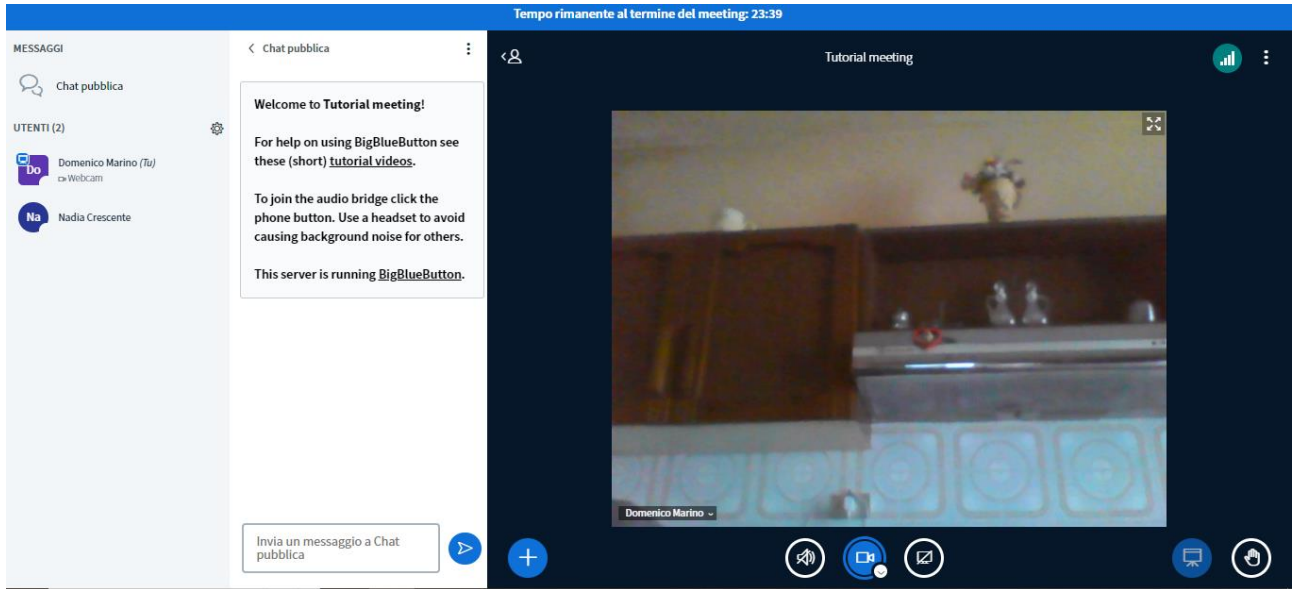 Tempo rimanente al termine del meeting: 23:39
MESSAGGI
Chat pubblica
UTENTI (2)
Do
Domenico Marino (Tu)
Webcam
Na
Nadia Crescente
Chat pubblica
Welcome to Tutorial meeting!
For help on using BigBlueButton see
these (short) tutorial videos.
To join the audio bridge click the
phone button. Use a headset to avoid
causing background noise for others.
This server is running BigBlueButton.
Invia un messaggio a Chat
pubblica
Tutorial meeting
Domenico Marino